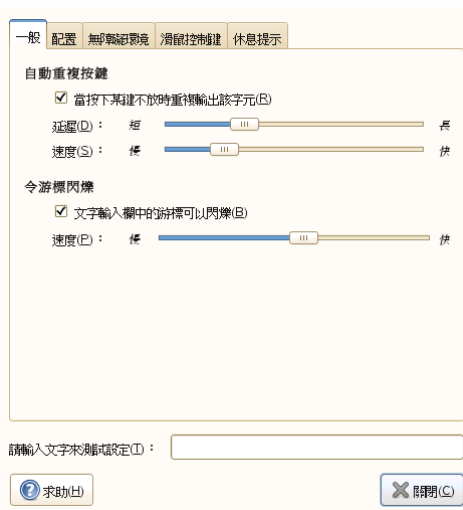 一般 配置 無障礙環境 滑鼠控制鍵 休息提示
自動重複按鍵
當按下某鍵不放時重複輸出該字元(R)
延遲(D)： 短 長
速度(S)： 慢 快
令游標閃爍
文字輸入欄中的游標可以閃爍(B)
速度(P)： 慢 快
請輸入文字來測試設定(T)：
求助(H) 關閉(C)